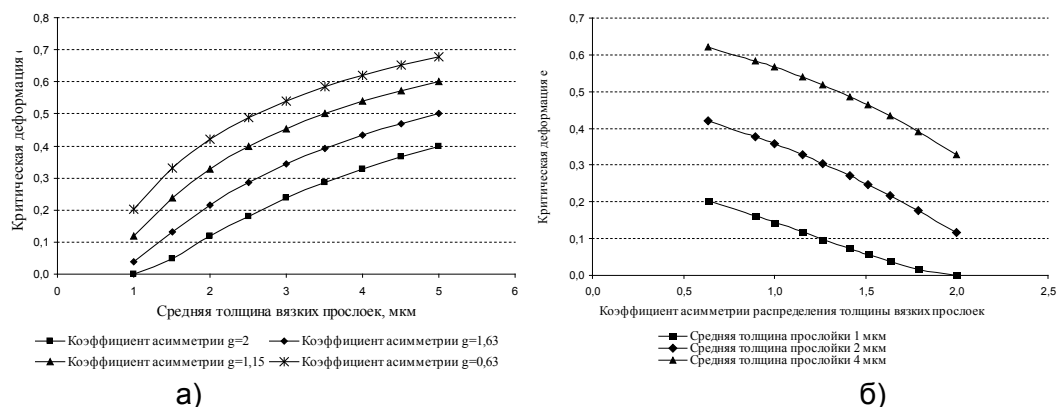 Критическая деформация
0,8
0,7
0,6
0,5
0,4
0,3
0,2
0,1
0,0
0 1 2 3 4 5 6
Средняя толщина вязких прослоек, мкм
Коэффициент асимметрии g=2
Коэффициент асимметрии g=1,63
Коэффициент асимметрии g=1,15
Коэффициент асимметрии g=0,63
а)
Критическая деформация е
0,7
0,6
0,5
0,4
0,3
0,2
0,1
0,0
0,0 0,5 1,0 1,5 2,0 2,5
Коэффициент асимметрии распределения толщины вязких прослоек
Средняя толщина прослойки 1 мкм
Средняя толщина прослойки 2 мкм
Средняя толщина прослойки 4 мкм
б)